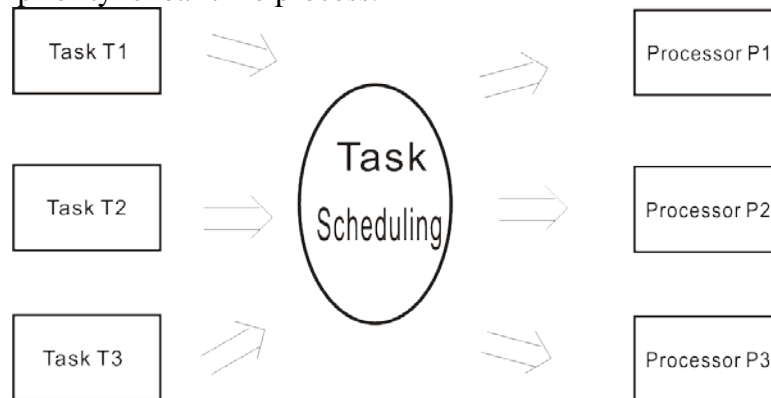 Task T1
Processor P1
Task
Scheduling
Task T2
Processor P2
Task T3
Processor P3